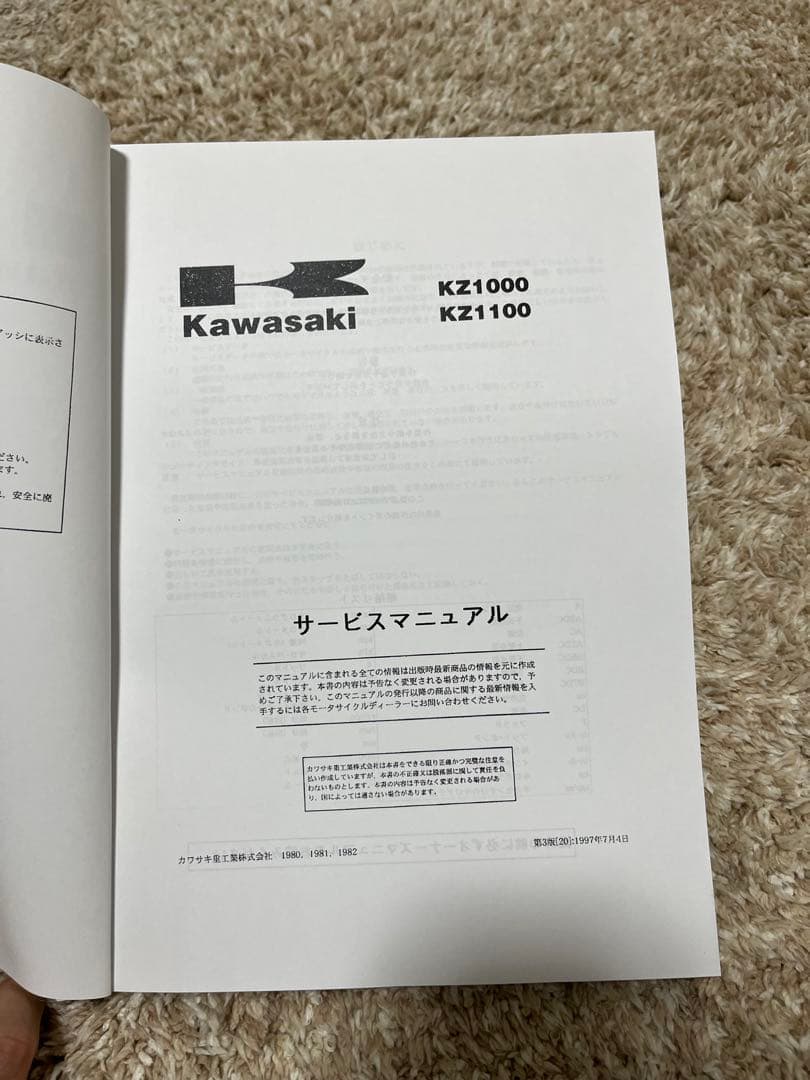 アッシに表示さ
ださい、
ます。
し、安全に廃
Kawasaki
KZ1000
KZ1100
サービスマニュアル
このマニュアルに含まれる全ての情報は出版時最新商品の情報を元に作成
されています。本書の内容は予告なく変更される場合がありますので，予
めご了承下さい．このマニュアルの発行以降の商品に関する最新情報を入
手するには各モータサイクルディーラーにお問い合わせください。
カワサキ重工業株式会社は本書をできる限り正確かつ完璧な注意を
払い作成していますが、本書の不正確又は脱落部に関して責任を負
わないものとします。本書の内容は予告なく変更される場合があ
り、国によっては適さない場合があります。
カワサキ重工業株式会社　1980, 1981, 1982
第3版[20]:1997年7月4日